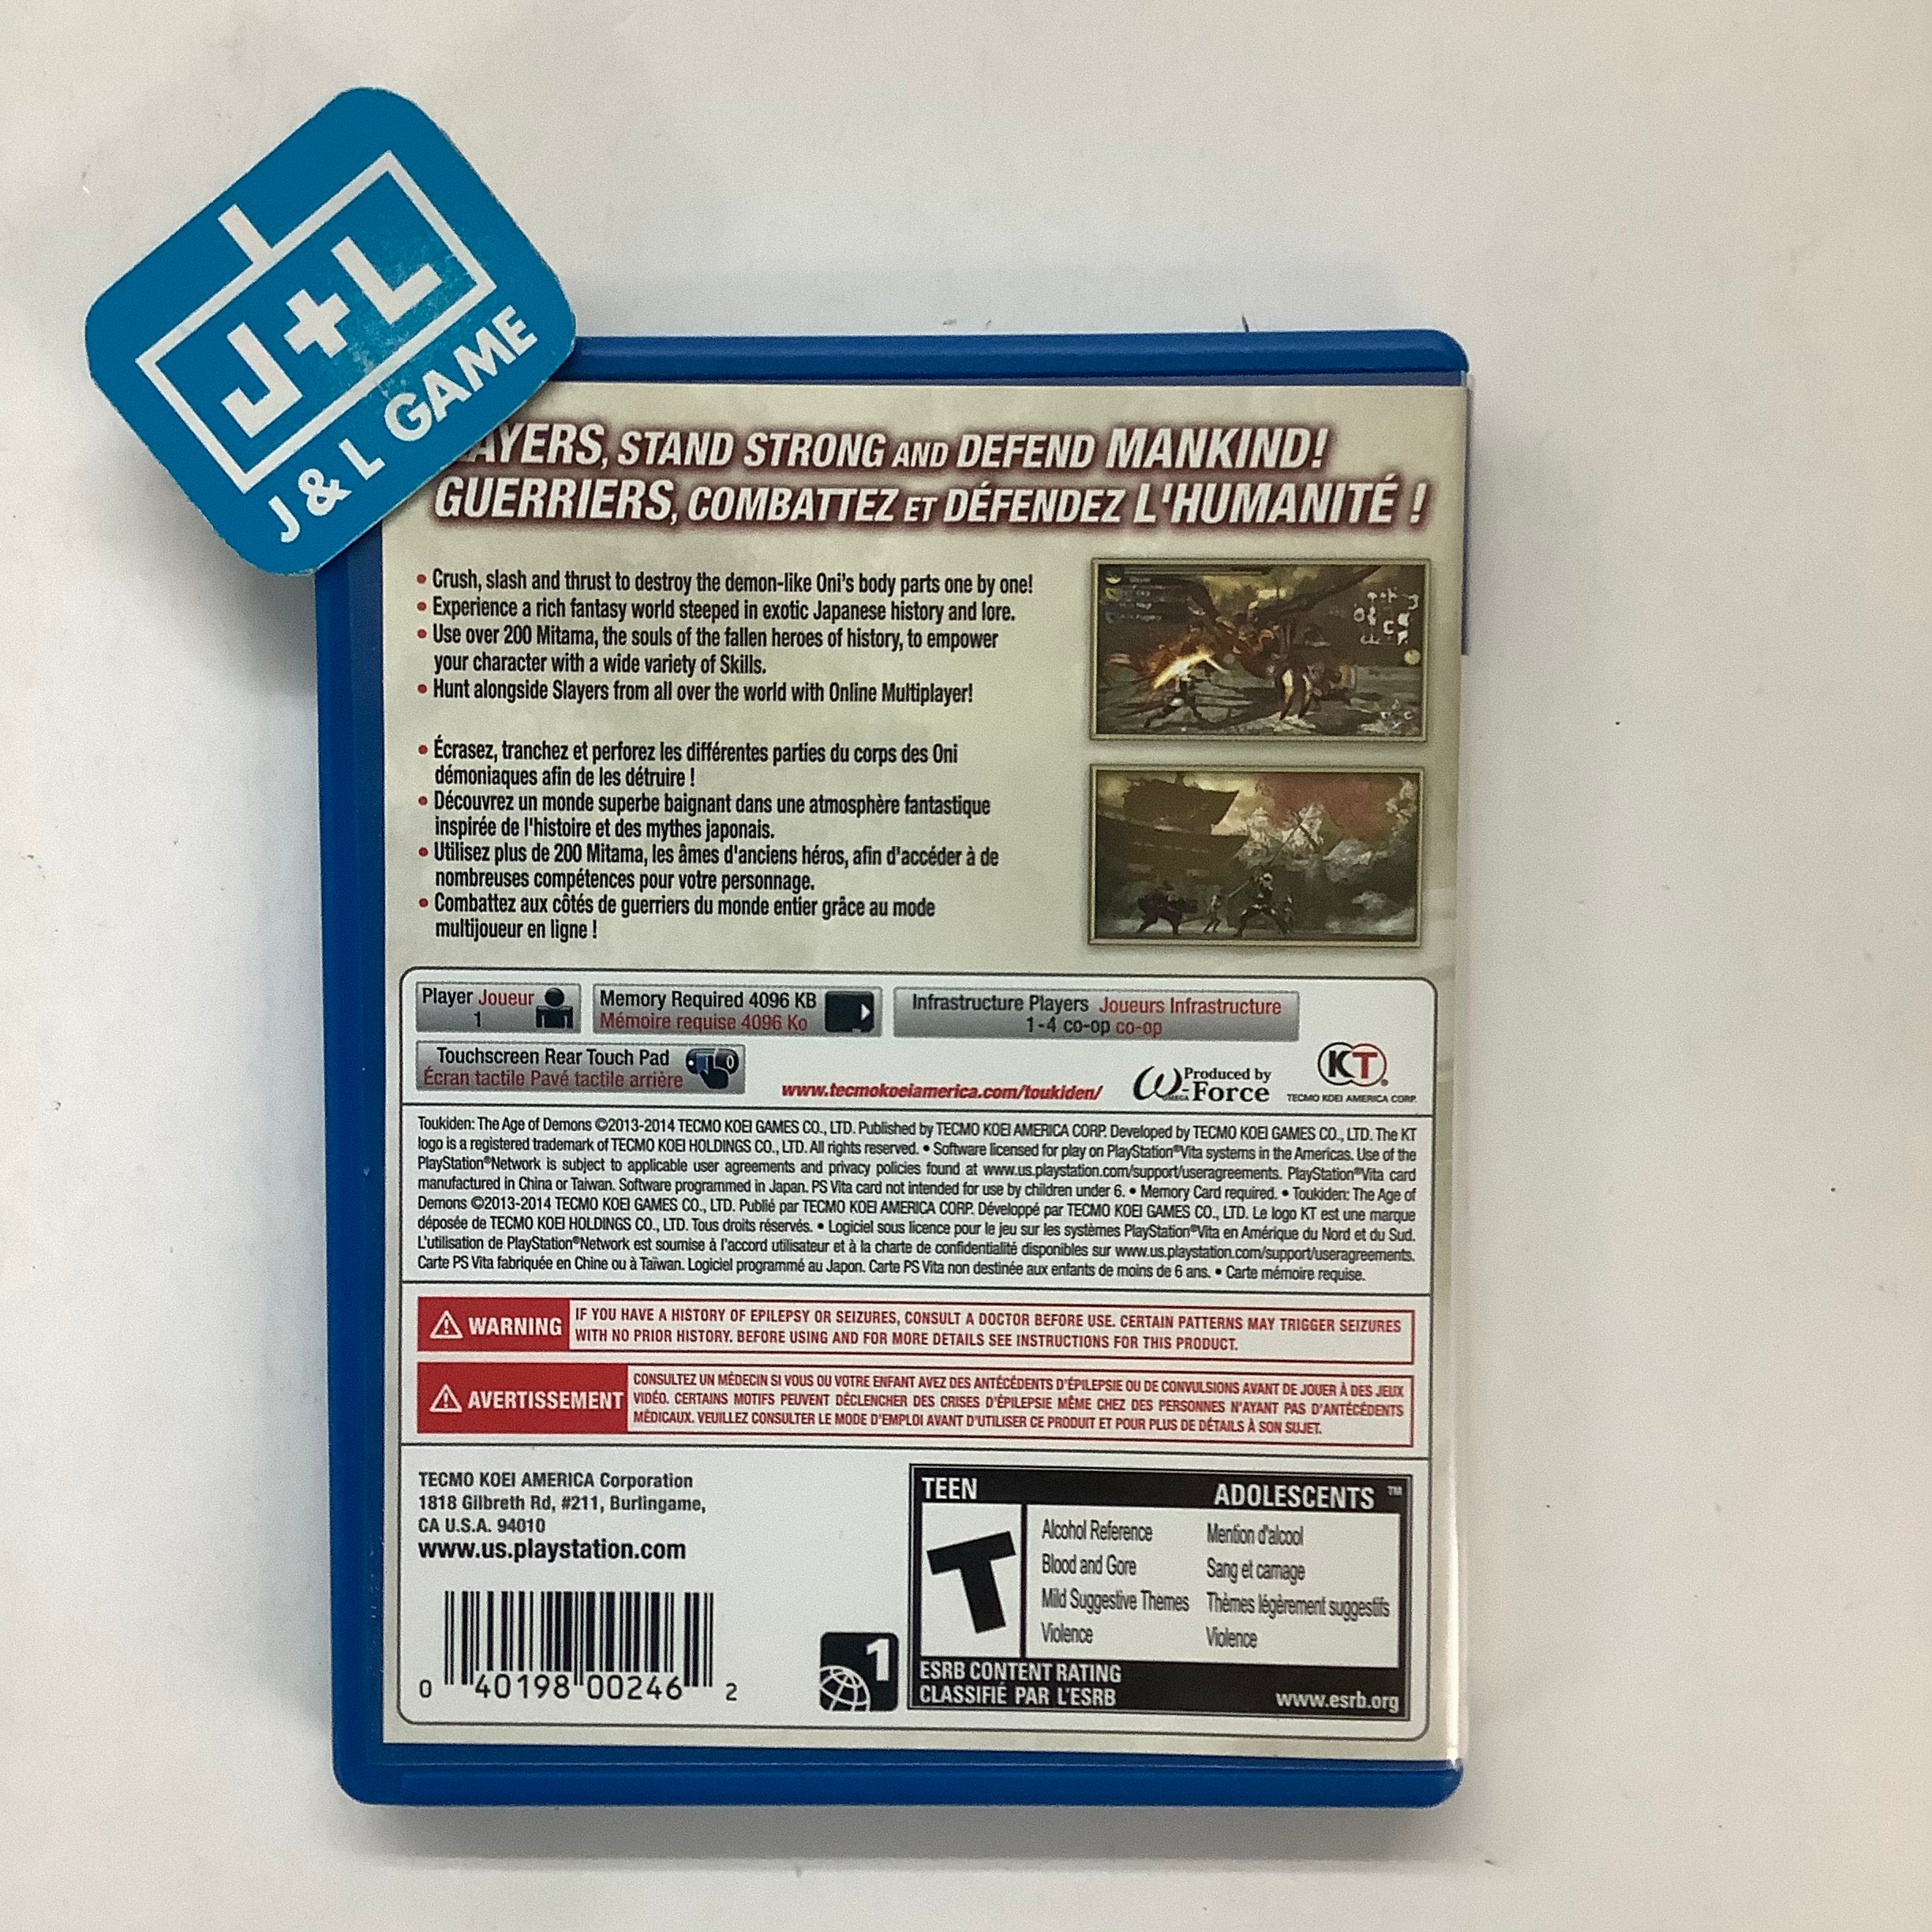 J+L
J & L GAME
AYERS, STAND STRONG AND DEFEND MANKIND!
GUERRIERS, COMBATTEZ ET DÉFENDEZ L'HUMANITÉ !
• Crush, slash and thrust to destroy the demon-like Oni's body parts one by one!
• Experience a rich fantasy world steeped in exotic Japanese history and lore.
• Use over 200 Mitama, the souls of the fallen heroes of history, to empower
your character with a wide variety of Skills.
• Hunt alongside Slayers from all over the world with Online Multiplayer!
• Écrasez, tranchez et perforez les différentes parties du corps des Oni
démoniaques afin de les détruire !
• Découvrez un monde superbe baignant dans une atmosphère fantastique
inspirée de l'histoire et des mythes japonais.
• Utilisez plus de 200 Mitama, les âmes d'anciens héros, afin d'accéder à de
nombreuses compétences pour votre personnage.
• Combattez aux côtés de guerriers du monde entier grâce au mode
multijoueur en ligne !
Player Joueur
1
Memory Required 4096 KB
Mémoire requise 4096 Ko
Infrastructure Players Joueurs Infrastructure
1-4 co-op co-op
Touchscreen Rear Touch Pad
Écran tactile Pavé tactile arrière
www.tecmokoeiamerica.com/toukiden/
Produced by
ω-Force
OMEGA
KT
TECMO KOEI AMERICA CORP.
Toukiden: The Age of Demons ©2013-2014 TECMO KOEI GAMES CO., LTD. Published by TECMO KOEI AMERICA CORP. Developed by TECMO KOEI GAMES CO., LTD. The KT
logo is a registered trademark of TECMO KOEI HOLDINGS CO., LTD. All rights reserved. • Software licensed for play on PlayStation®Vita systems in the Americas. Use of the
PlayStation®Network is subject to applicable user agreements and privacy policies found at www.us.playstation.com/support/useragreements. PlayStation®Vita card
manufactured in China or Taiwan. Software programmed in Japan. PS Vita card not intended for use by children under 6. • Memory Card required. • Toukiden: The Age of
Demons ©2013-2014 TECMO KOEI GAMES CO., LTD. Publié par TECMO KOEI AMERICA CORP. Développé par TECMO KOEI GAMES CO., LTD. Le logo KT est une marque
déposée de TECMO KOEI HOLDINGS CO., LTD. Tous droits réservés. • Logiciel sous licence pour le jeu sur les systèmes PlayStation®Vita en Amérique du Nord et du Sud.
L'utilisation de PlayStation®Network est soumise à l'accord utilisateur et à la charte de confidentialité disponibles sur www.us.playstation.com/support/useragreements.
Carte PS Vita fabriquée en Chine ou à Taïwan. Logiciel programmé au Japon. Carte PS Vita non destinée aux enfants de moins de 6 ans. • Carte mémoire requise.
WARNING
IF YOU HAVE A HISTORY OF EPILEPSY OR SEIZURES, CONSULT A DOCTOR BEFORE USE. CERTAIN PATTERNS MAY TRIGGER SEIZURES
WITH NO PRIOR HISTORY. BEFORE USING AND FOR MORE DETAILS SEE INSTRUCTIONS FOR THIS PRODUCT.
AVERTISSEMENT
CONSULTEZ UN MÉDECIN SI VOUS OU VOTRE ENFANT AVEZ DES ANTÉCÉDENTS D'ÉPILEPSIE OU DE CONVULSIONS AVANT DE JOUER À DES JEUX
VIDÉO. CERTAINS MOTIFS PEUVENT DÉCLENCHER DES CRISES D'ÉPILEPSIE MÊME CHEZ DES PERSONNES N'AYANT PAS D'ANTÉCÉDENTS
MÉDICAUX. VEUILLEZ CONSULTER LE MODE D'EMPLOI AVANT D'UTILISER CE PRODUIT ET POUR PLUS DE DÉTAILS À SON SUJET.
TECMO KOEI AMERICA Corporation
1818 Gilbreth Rd, #211, Burlingame,
CA U.S.A. 94010
www.us.playstation.com
0 40198 00246 2
1
TEEN ADOLESCENTS ™
T
Alcohol Reference Mention d'alcool
Blood and Gore Sang et carnage
Mild Suggestive Themes Thèmes légèrement suggestifs
Violence Violence
ESRB CONTENT RATING
CLASSIFIÉ PAR L'ESRB www.esrb.org